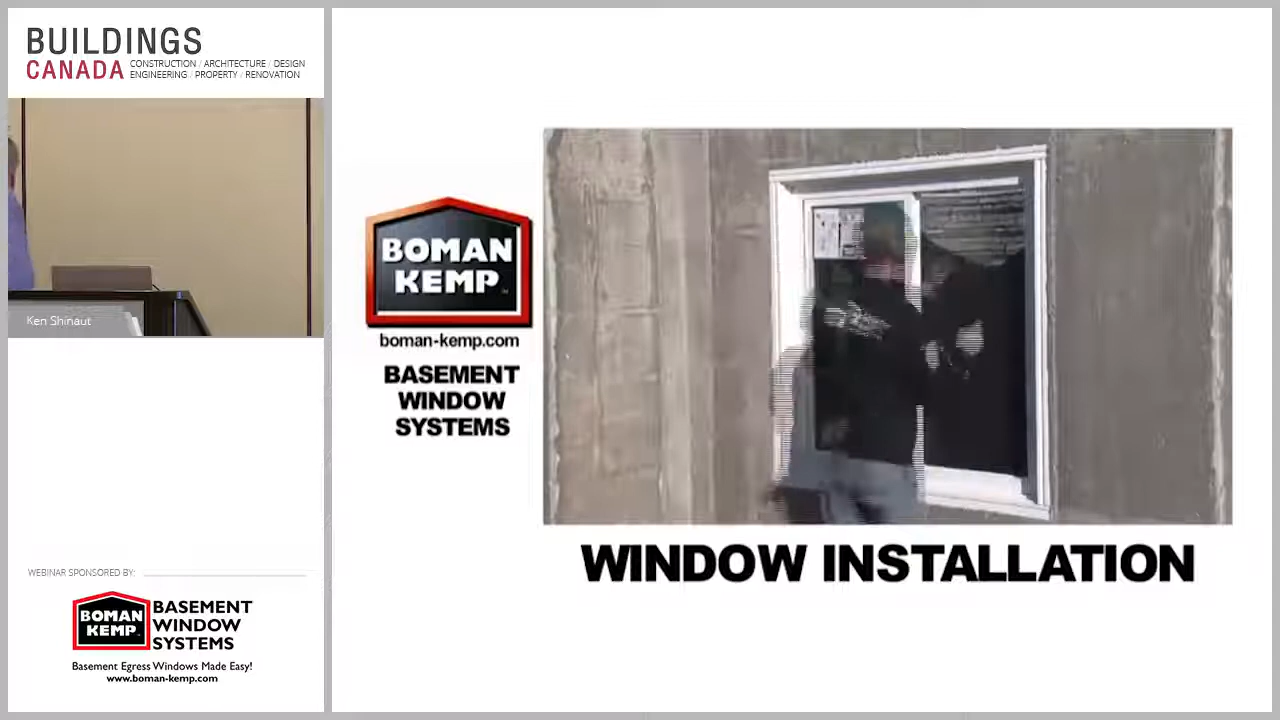 BUILDINGS
CANADA
CONSTRUCTION / ARCHITECTURE / DESIGN
ENGINEERING / PROPERTY / RENOVATION
Ken Shinaut
WEBINAR SPONSORED BY:
BOMAN
KEMP
BASEMENT
WINDOW
SYSTEMS
Basement Egress Windows Made Easy!
www.boman-kemp.com
BOMAN
KEMP
boman-kemp.com
BASEMENT
WINDOW
SYSTEMS
WINDOW INSTALLATION